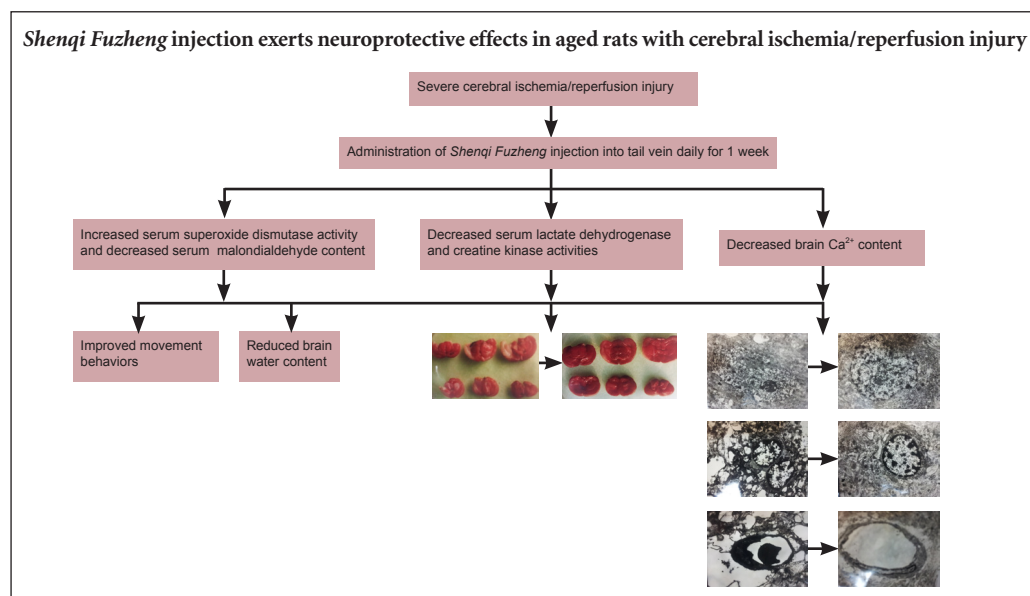 Shenqi Fuzheng injection exerts neuroprotective effects in aged rats with cerebral ischemia/reperfusion injury
Severe cerebral ischemia/reperfusion injury
Administration of Shenqi Fuzheng injection into tail vein daily for 1 week
Increased serum superoxide dismutase activity
and decreased serum malondialdehyde content
Decreased serum lactate dehydrogenase
and creatine kinase activities
Decreased brain Ca²⁺ content
Improved movement
behaviors
Reduced brain
water content